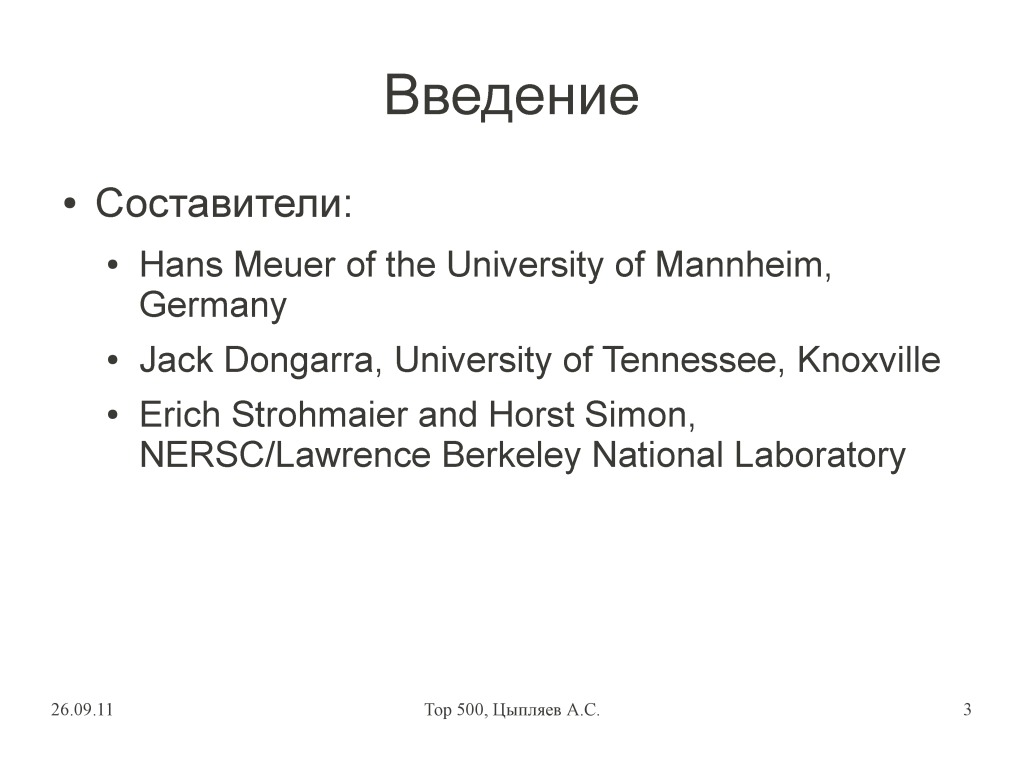 Введение
• Составители:
• Hans Meuer of the University of Mannheim,
Germany
• Jack Dongarra, University of Tennessee, Knoxville
• Erich Strohmaier and Horst Simon,
NERSC/Lawrence Berkeley National Laboratory
26.09.11 Top 500, Цыпляев А.С. 3